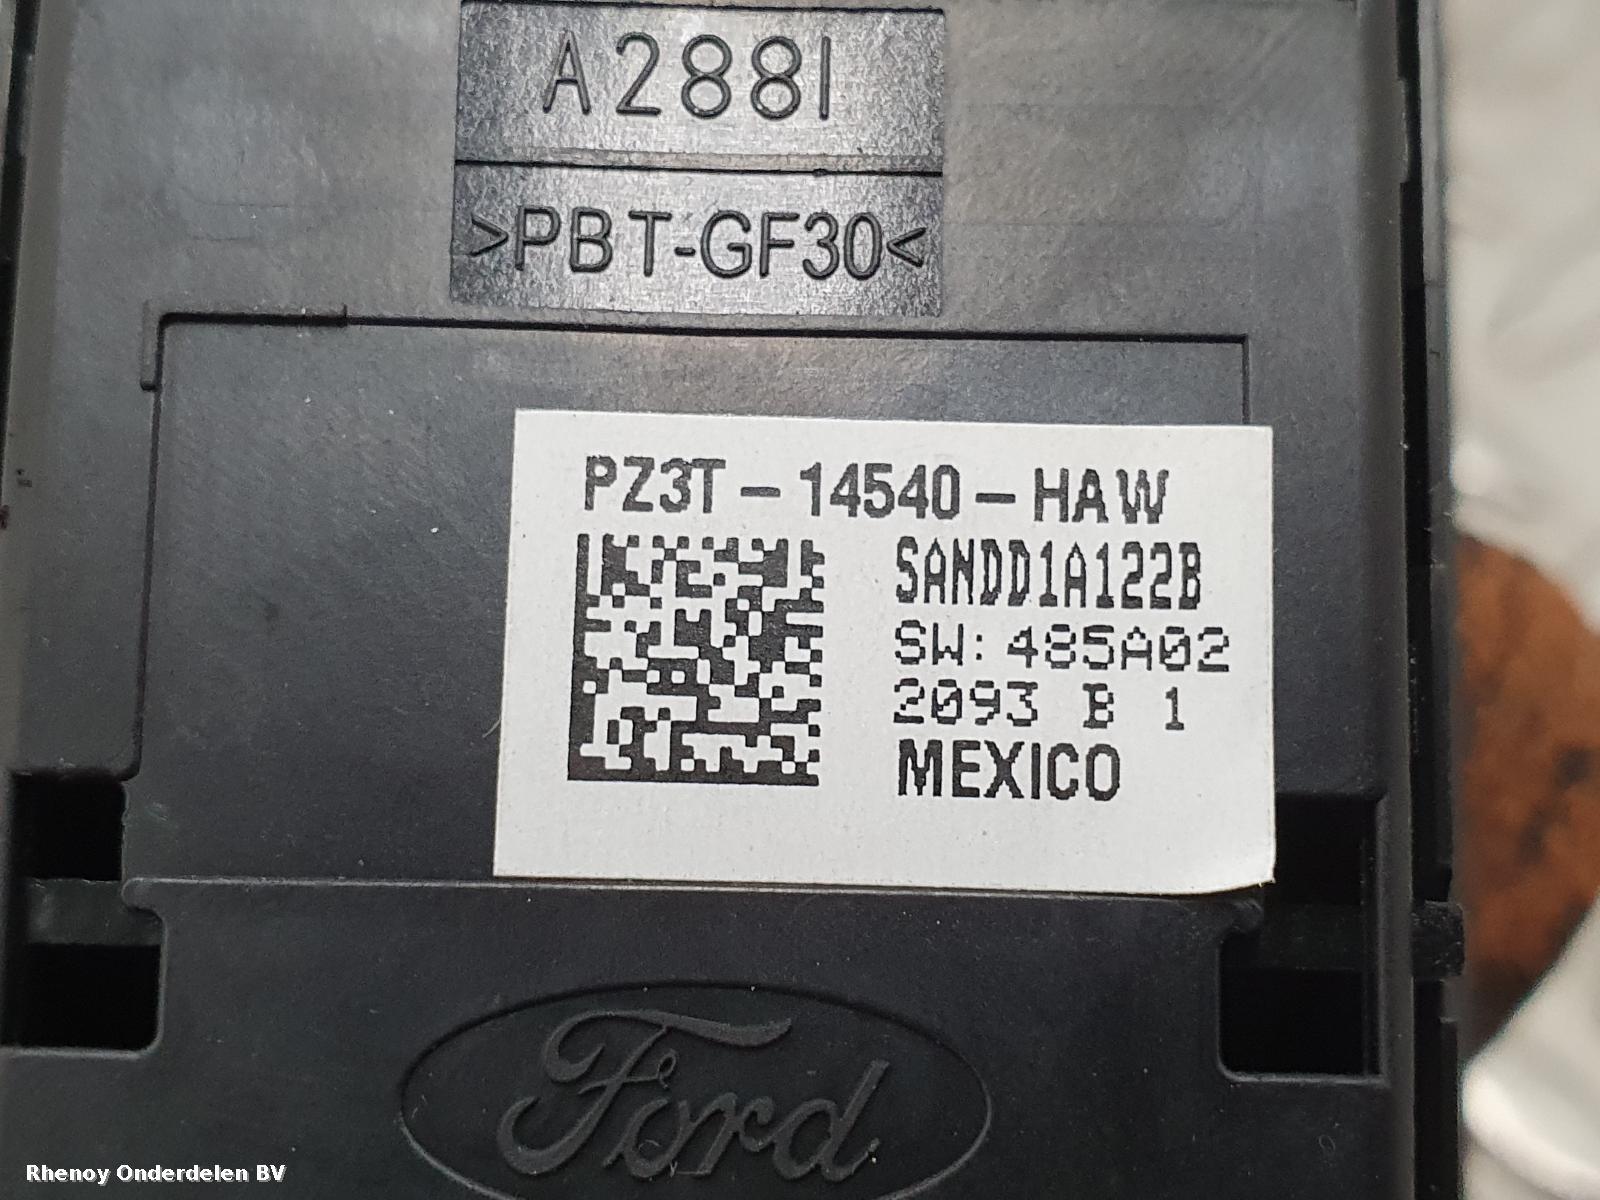 A288I
>PBT-GF30<
PZ3T-14540-HAW
SANDD1A122B
SW:485A02
2093 B 1
MEXICO
Ford
Rhenoy Onderdelen BV